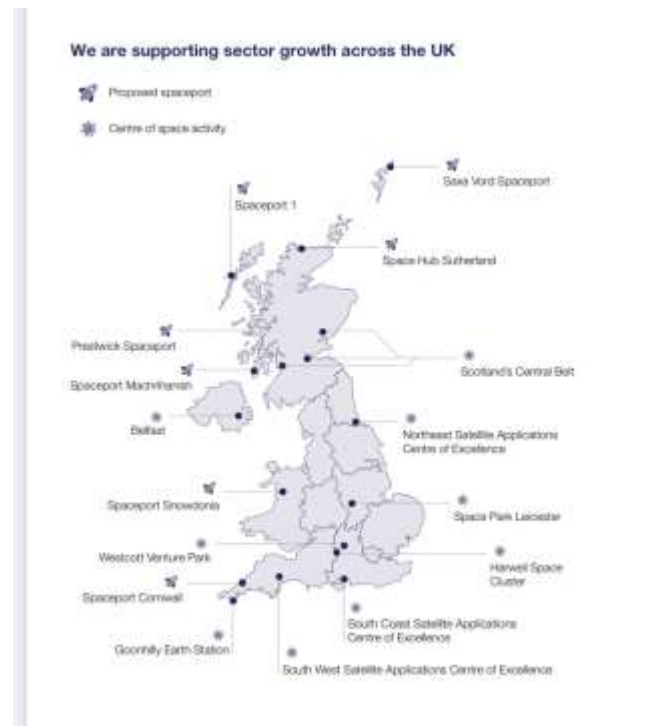 We are supporting sector growth across the UK
Proposed spaceport
Centre of space activity
Saxa Vord Spaceport
Spaceport 1
Space Hub Sutherland
Prestwick Spaceport
Scotland's Central Belt
Spaceport Machrihanish
Belfast
Northeast Satellite Applications
Centre of Excellence
Spaceport Snowdonia
Space Park Leicester
Westcott Venture Park
Harwell Space
Cluster
Spaceport Cornwall
South Coast Satellite Applications
Centre of Excellence
Goonhilly Earth Station
South West Satellite Applications Centre of Excellence